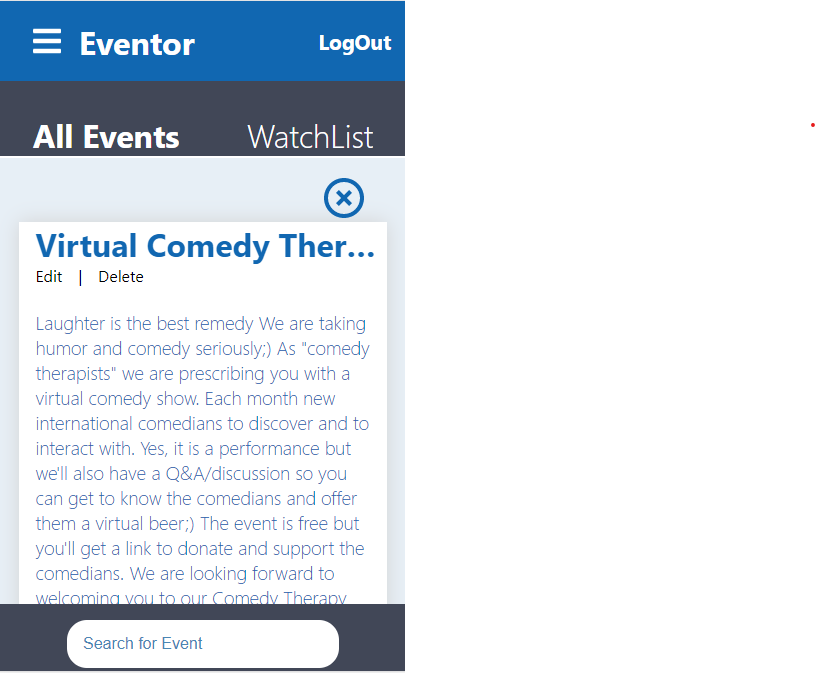 Eventor
LogOut
All Events
WatchList
Virtual Comedy Ther...
Edit | Delete
Laughter is the best remedy We are taking
humor and comedy seriously;) As "comedy
therapists" we are prescribing you with a
virtual comedy show. Each month new
international comedians to discover and to
interact with. Yes, it is a performance but
we'll also have a Q&A/discussion so you
can get to know the comedians and offer
them a virtual beer;) The event is free but
you'll get a link to donate and support the
comedians. We are looking forward to
welcoming you to our Comedy Therapy
Search for Event